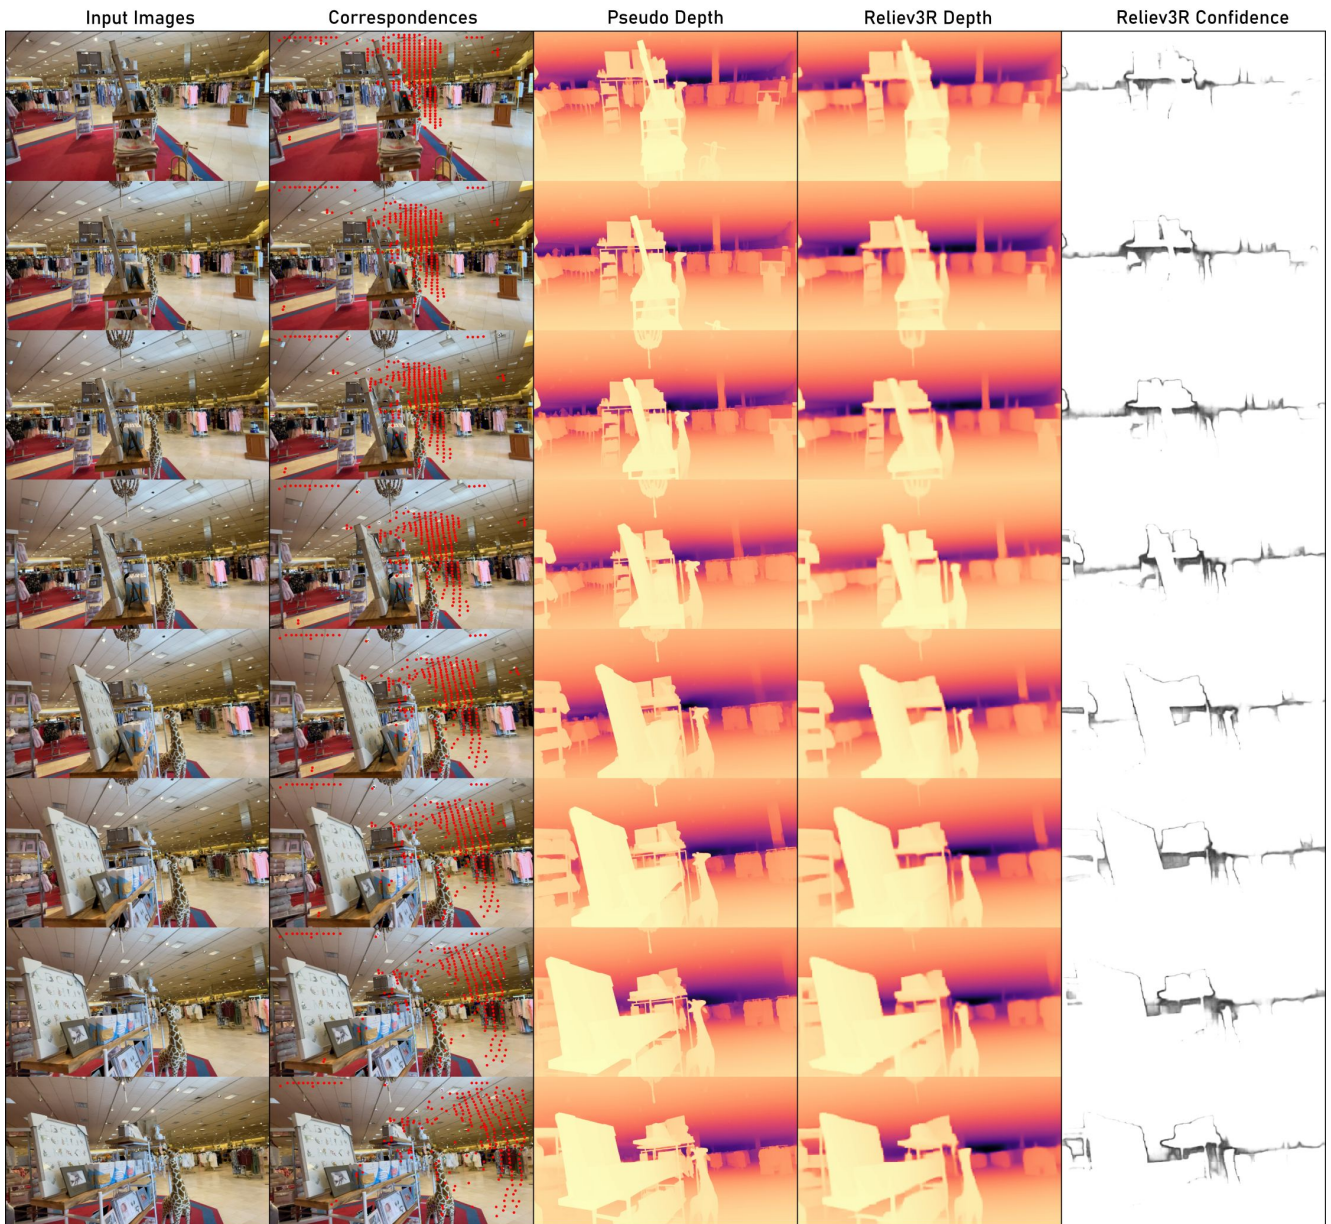 Input Images
Correspondences
Pseudo Depth
Reliev3R Depth
Reliev3R Confidence